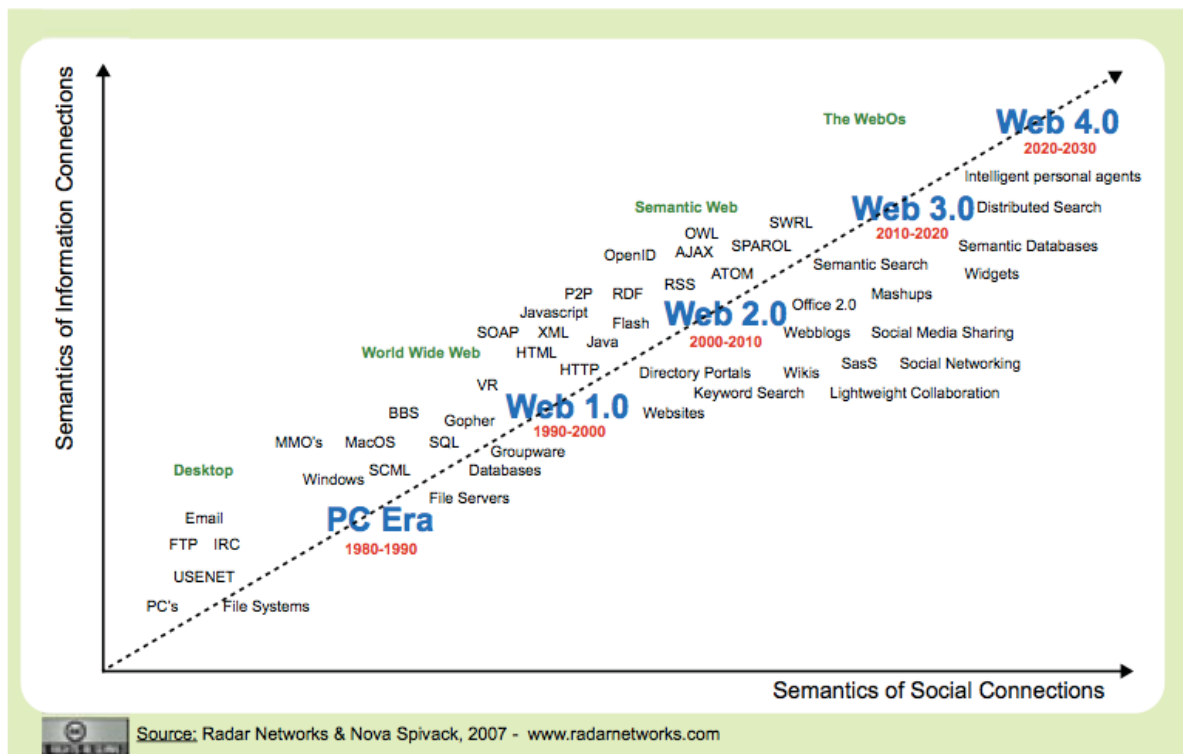 Semantics of Information Connections
The WebOs
Web 4.0
2020-2030
Intelligent personal agents
Semantic Web
Web 3.0
Distributed Search
2010-2020
SWRL
OWL
OpenID
AJAX
SPAROL
Semantic Databases
Semantic Search
Widgets
ATOM
RSS
P2P
RDF
Mashups
Office 2.0
Javascript
Web 2.0
2000-2010
Flash
SOAP
XML
Java
Webblogs
Social Media Sharing
World Wide Web
HTML
HTTP
Directory Portals
Wikis
SasS
Social Networking
VR
Keyword Search
Lightweight Collaboration
Web 1.0
1990-2000
Websites
BBS
Gopher
MMO's
MacOS
SQL
Groupware
Desktop
Windows
SCML
Databases
File Servers
PC Era
1980-1990
Email
FTP
IRC
USENET
PC's
File Systems
Semantics of Social Connections
Source: Radar Networks & Nova Spivack, 2007 - www.radarnetworks.com